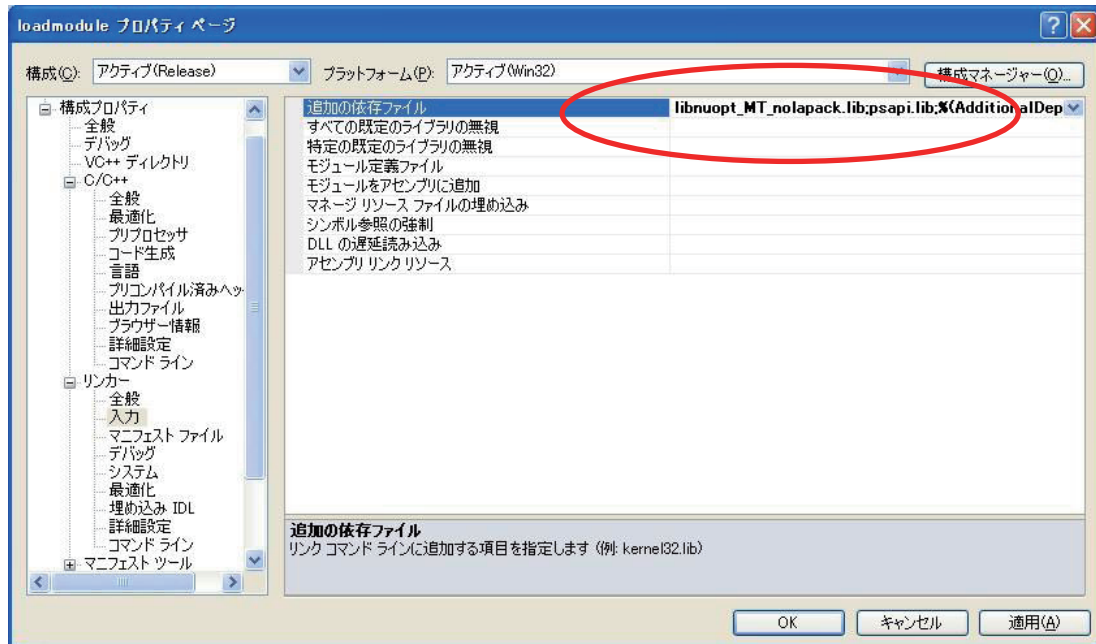 loadmodule プロパティ ページ
構成(C): アクティブ(Release) プラットフォーム(P): アクティブ(Win32) 構成マネージャー(O)...
構成プロパティ
全般
デバッグ
VC++ ディレクトリ
C/C++
全般
最適化
プリプロセッサ
コード生成
言語
プリコンパイル済みヘッ
出力ファイル
ブラウザー情報
詳細設定
コマンド ライン
リンカー
全般
入力
マニフェスト ファイル
デバッグ
システム
最適化
埋め込み IDL
詳細設定
コマンド ライン
マニフェスト ツール
追加の依存ファイル libnuopt_MT_nolapack.lib;psapi.lib;%(AdditionalDep
すべての既定のライブラリの無視
特定の既定のライブラリの無視
モジュール定義ファイル
モジュールをアセンブリに追加
マネージ リソース ファイルの埋め込み
シンボル参照の強制
DLL の遅延読み込み
アセンブリ リンク リソース
追加の依存ファイル
リンク コマンド ラインに追加する項目を指定します (例: kernel32.lib)
OK キャンセル 適用(A)